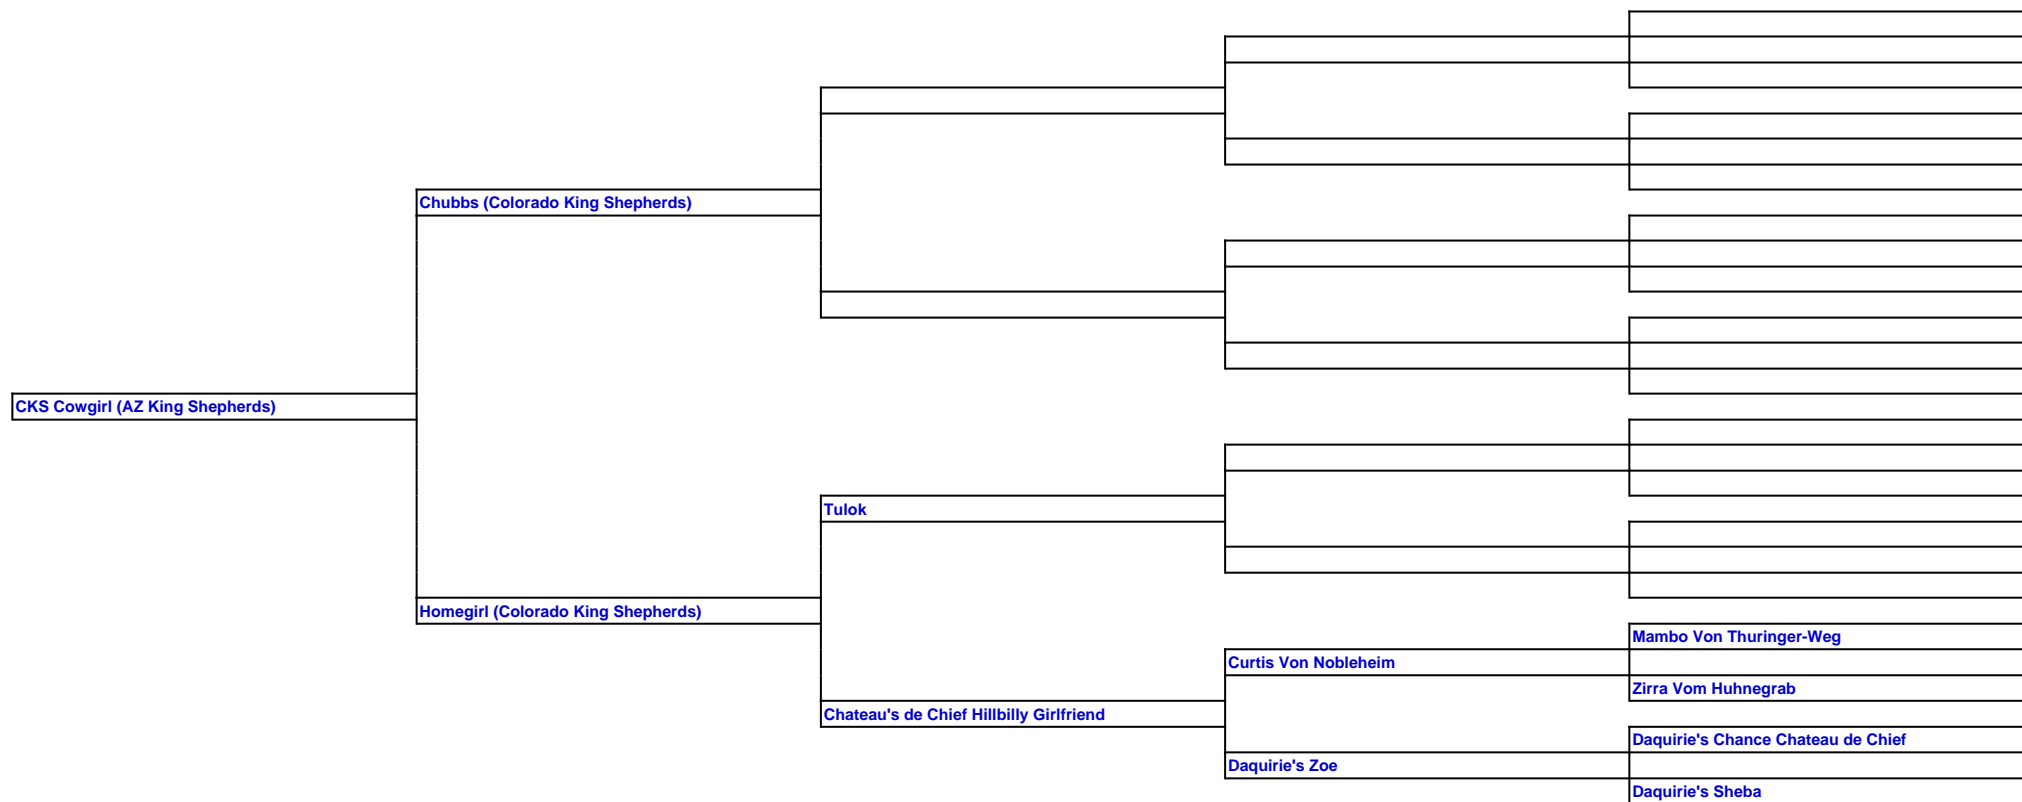 Chubbs (Colorado King Shepherds)
CKS Cowgirl (AZ King Shepherds)
Tulok
Homegirl (Colorado King Shepherds)
Mambo Von Thuringer-Weg
Curtis Von Nobleheim
Zirra Vom Huhnegrab
Chateau's de Chief Hillbilly Girlfriend
Daquirie's Chance Chateau de Chief
Daquirie's Zoe
Daquirie's Sheba